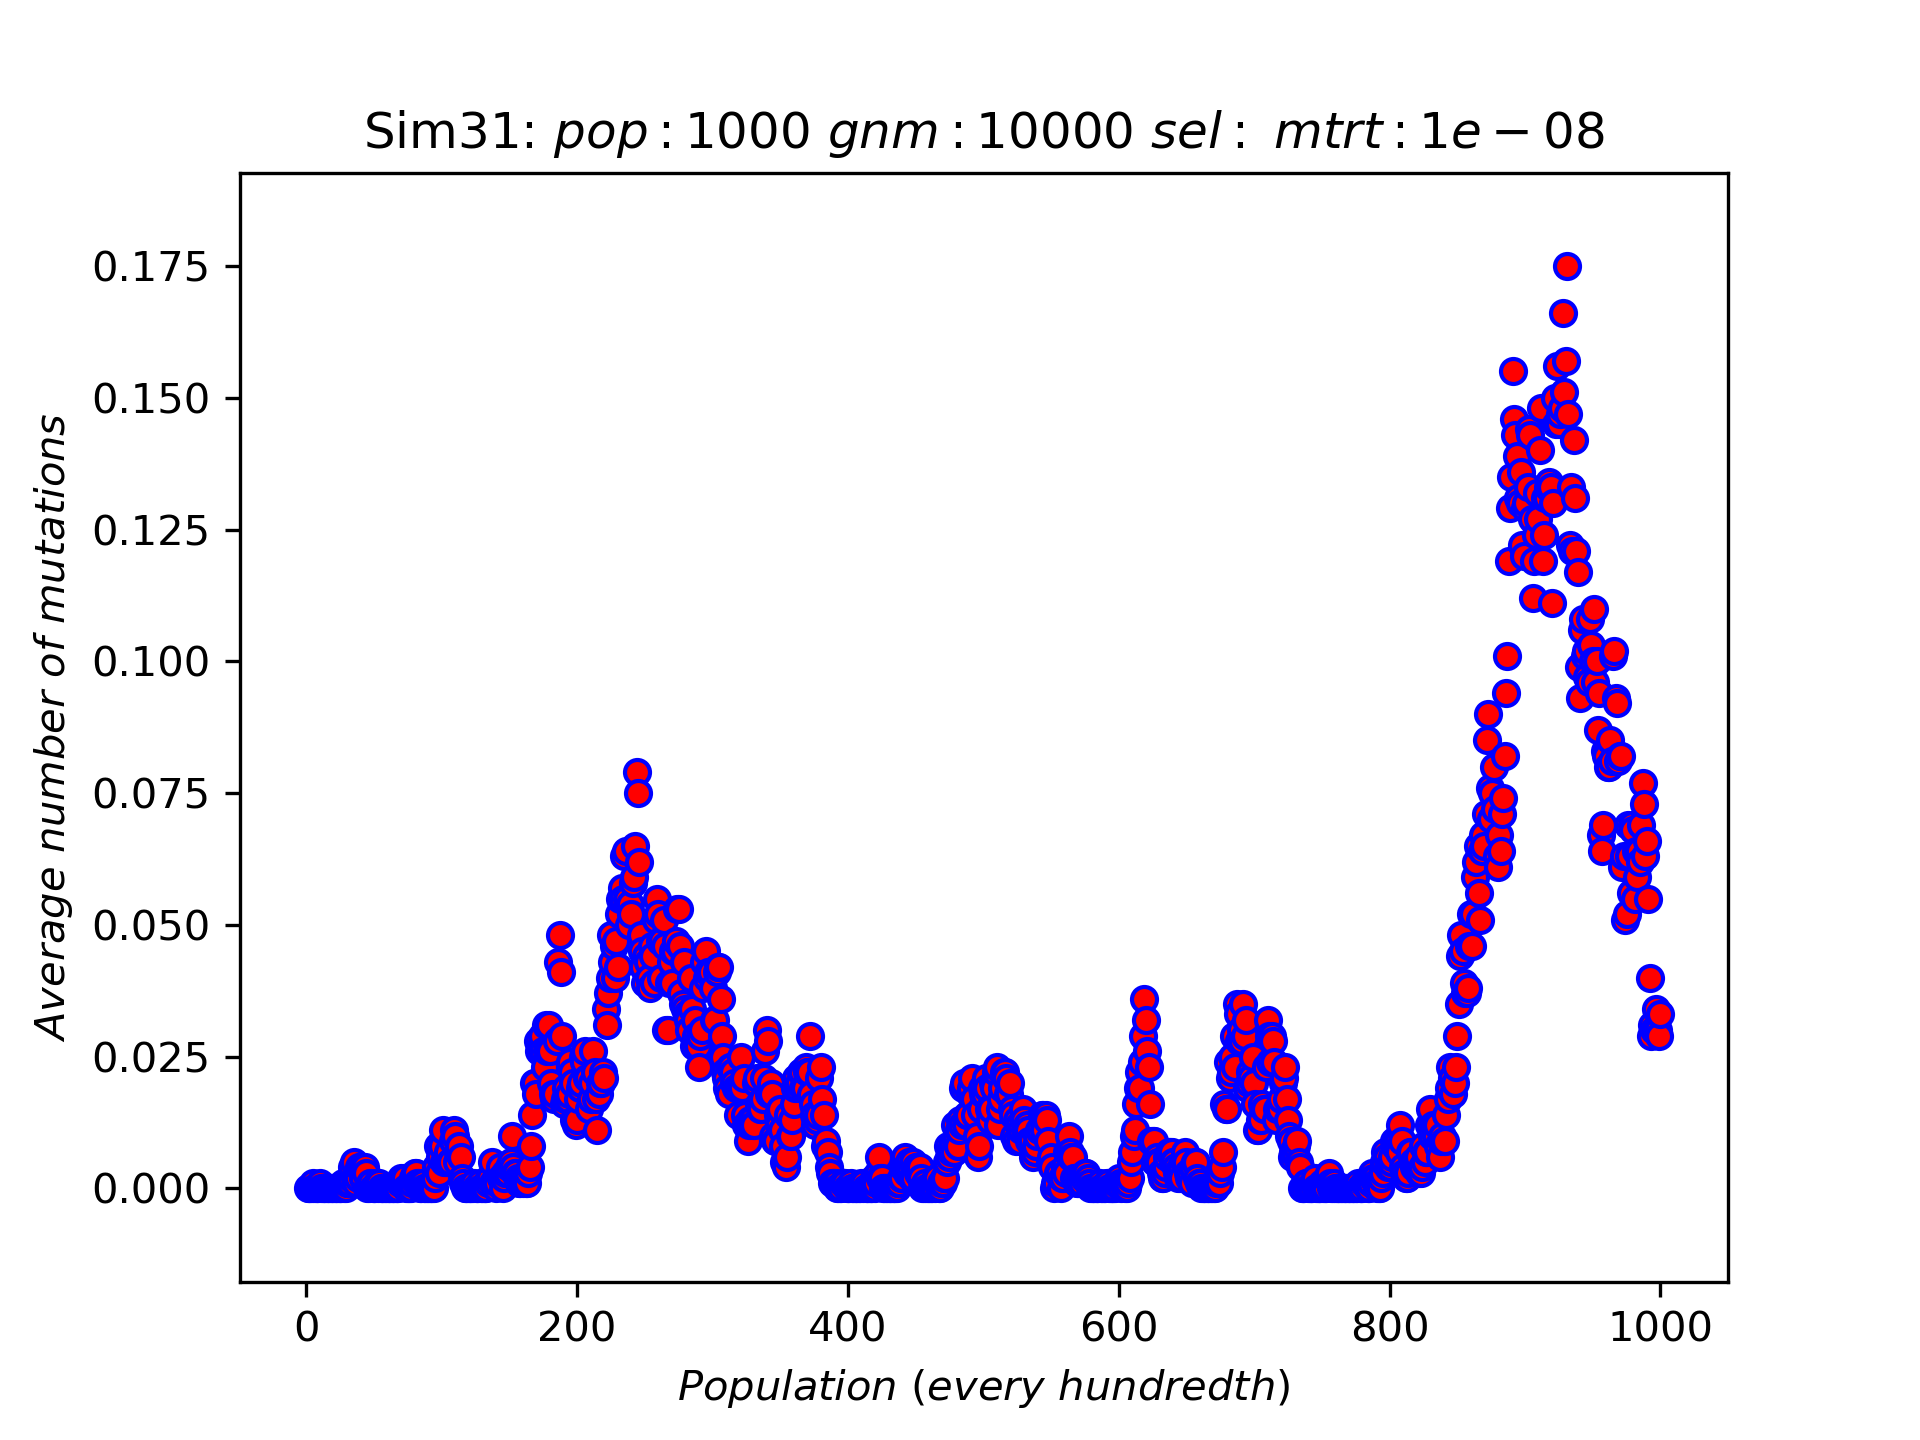 Sim31: pop : 1000 gnm : 10000 sel : mtrt : 1e − 08
0.175
0.150
0.125
0.100
0.075
0.050
0.025
0.000
Average number of mutations
0 200 400 600 800 1000
Population (every hundredth)